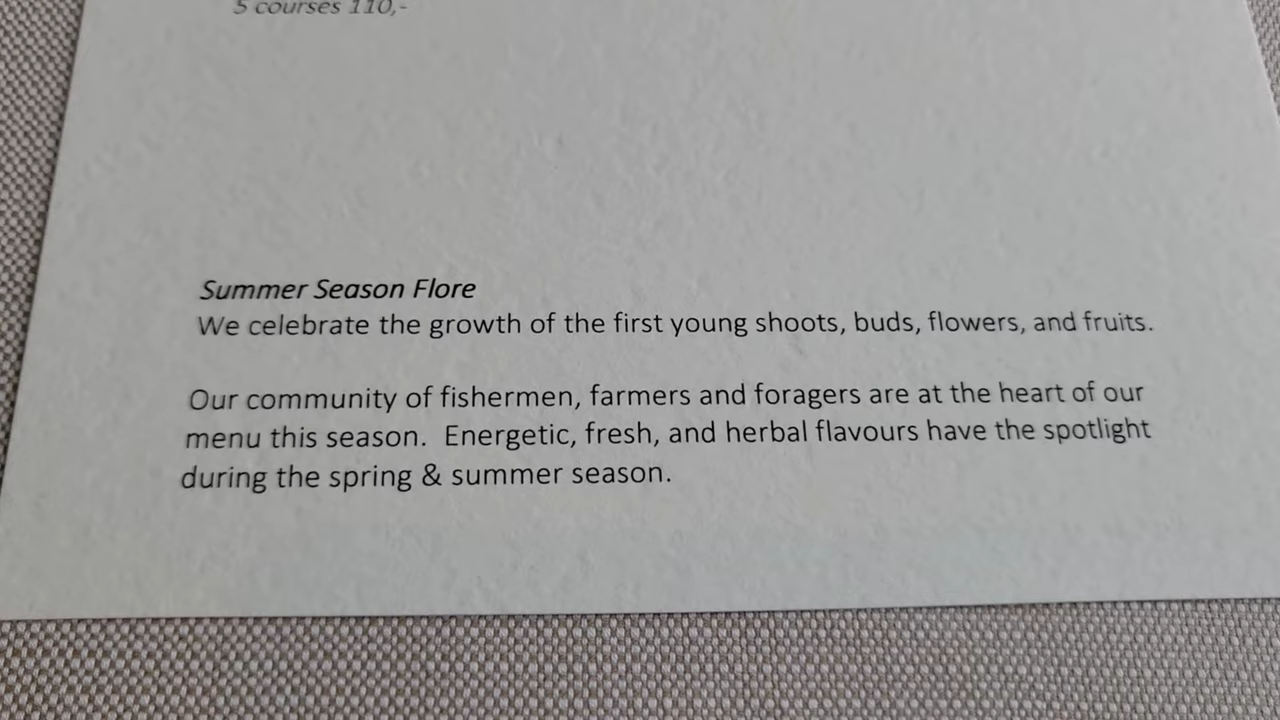 5 courses 110,-
Summer Season Flore
We celebrate the growth of the first young shoots, buds, flowers, and fruits.
Our community of fishermen, farmers and foragers are at the heart of our
menu this season.  Energetic, fresh, and herbal flavours have the spotlight
during the spring & summer season.